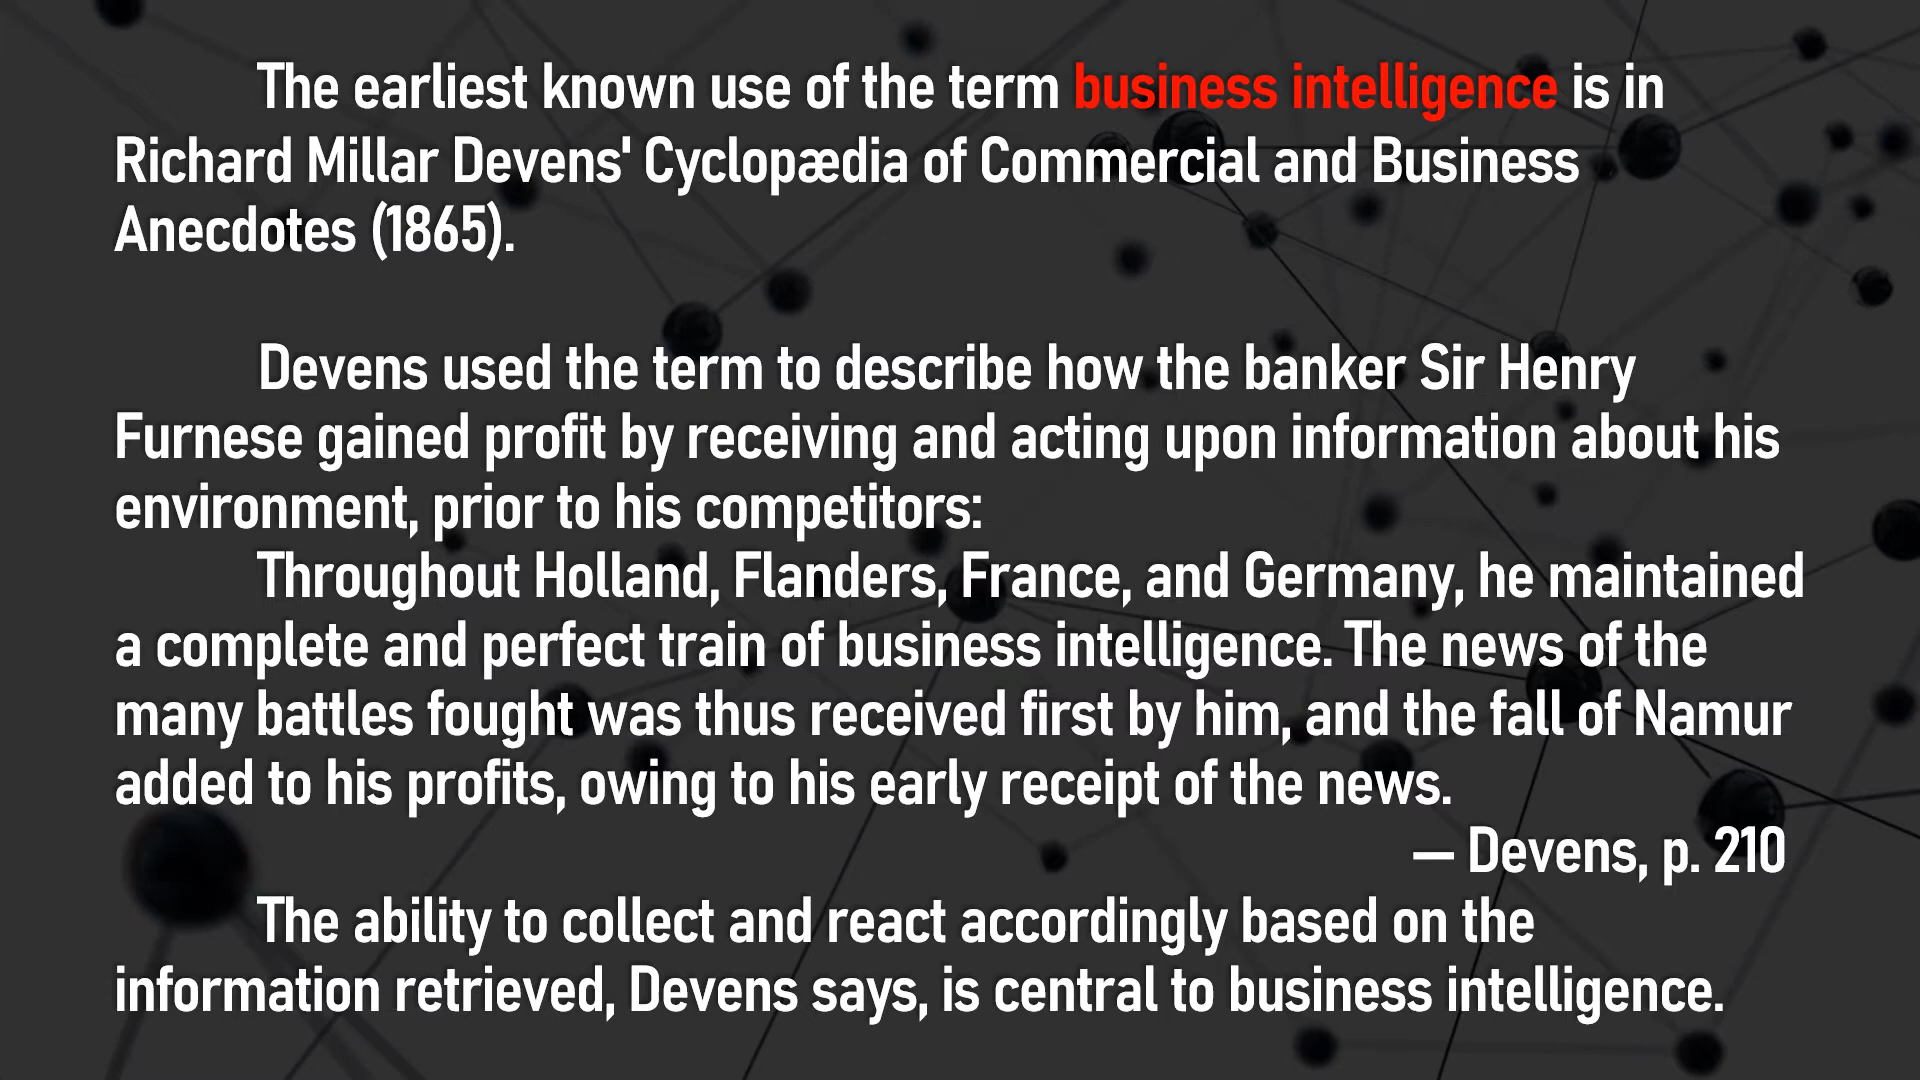 The earliest known use of the term business intelligence is in
Richard Millar Devens' Cyclopædia of Commercial and Business
Anecdotes (1865).
Devens used the term to describe how the banker Sir Henry
Furnese gained profit by receiving and acting upon information about his
environment, prior to his competitors:
Throughout Holland, Flanders, France, and Germany, he maintained
a complete and perfect train of business intelligence. The news of the
many battles fought was thus received first by him, and the fall of Namur
added to his profits, owing to his early receipt of the news.
— Devens, p. 210
The ability to collect and react accordingly based on the
information retrieved, Devens says, is central to business intelligence.